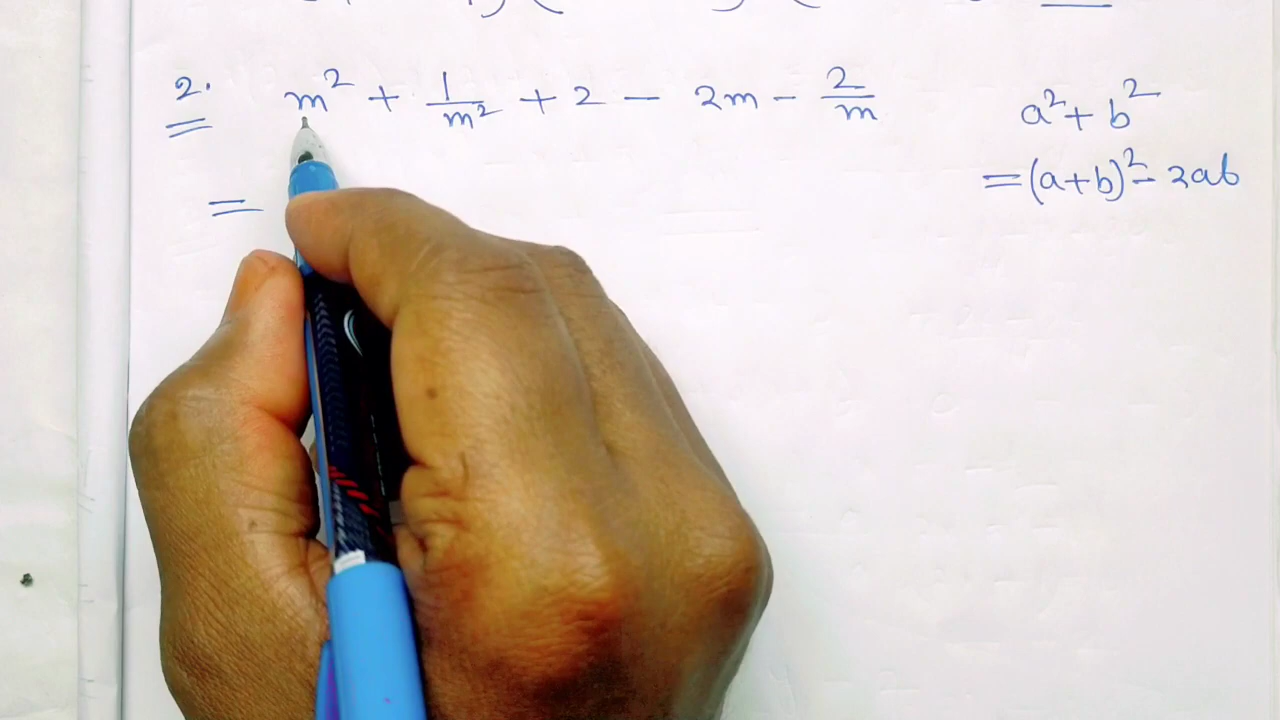 2. m² + 1/m² + 2 - 2m - 2/m
a² + b²
= (a+b)² - 2ab
=